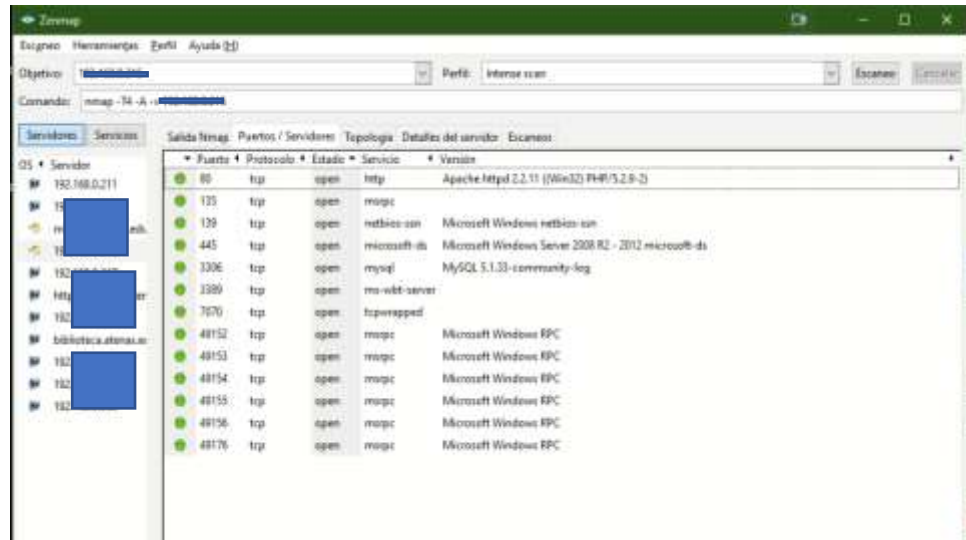 Zenmap
Escaneo Herramientas Perfil Ayuda (H)
Objetivo: Perfil: Intense scan Escaneo Cancelar
Comando: nmap -T4 -A -v
Servidores Servicios Salida Nmap Puertos / Servidores Topología Detalles del servidor Escaneos
OS Servidor Puerto Protocolo Estado Servicio Versión
192.168.0.211
biblioteca.atenas.
80 tcp open http Apache httpd 2.2.11 ((Win32) PHP/5.2.9-2)
135 tcp open msrpc
139 tcp open netbios-ssn Microsoft Windows netbios-ssn
445 tcp open microsoft-ds Microsoft Windows Server 2008 R2 - 2012 microsoft-ds
3306 tcp open mysql MySQL 5.1.33-community-log
3389 tcp open ms-wbt-server
7070 tcp open tcpwrapped
49152 tcp open msrpc Microsoft Windows RPC
49153 tcp open msrpc Microsoft Windows RPC
49154 tcp open msrpc Microsoft Windows RPC
49155 tcp open msrpc Microsoft Windows RPC
49156 tcp open msrpc Microsoft Windows RPC
49176 tcp open msrpc Microsoft Windows RPC